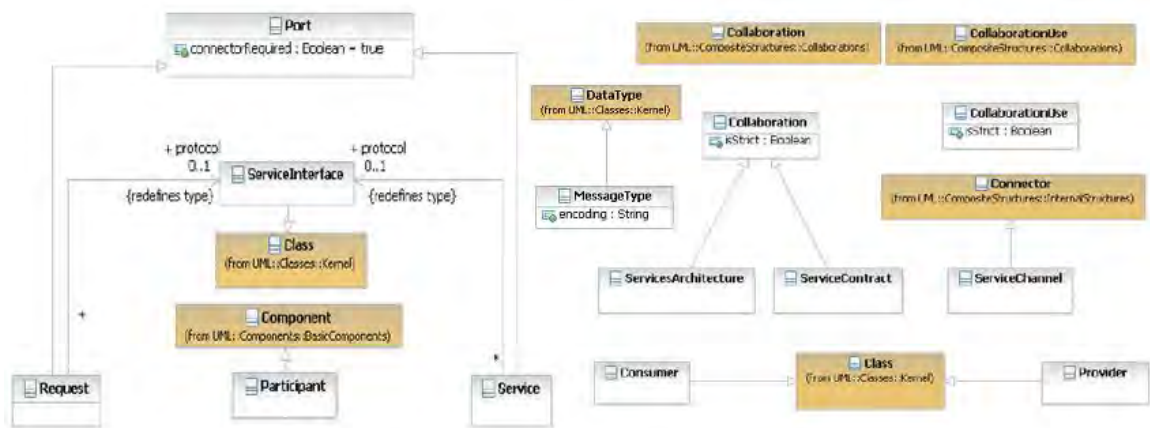 Port
connectorRequired : Boolean = true
+ protocol
0..1
{redefines type}
ServiceInterface
+ protocol
0..1
{redefines type}
Class
(from UML::Classes::Kernel)
Component
(from UML::Components::BasicComponents)
*
*
Request
Participant
Service
Collaboration
(from UML::CompositeStructures::Collaborations)
CollaborationUse
(from UML::CompositeStructures::Collaborations)
DataType
(from UML::Classes::Kernel)
Collaboration
isStrict : Boolean
CollaborationUse
isStrict : Boolean
MessageType
encoding : String
Connector
(from UML::CompositeStructures::InternalStructures)
ServicesArchitecture
ServiceContract
ServiceChannel
Consumer
Class
(from UML::Classes::Kernel)
Provider